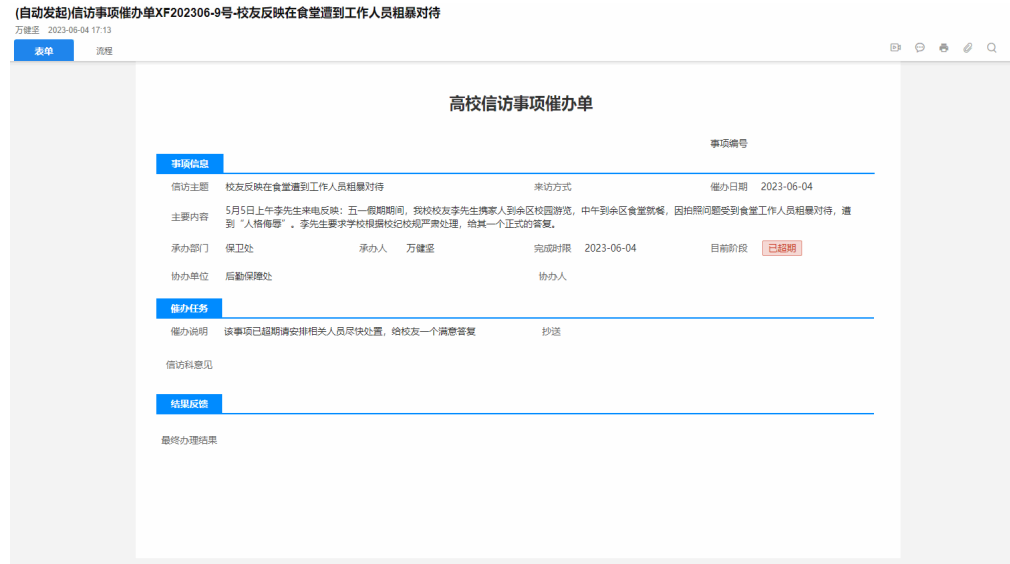 (自动发起)信访事项催办单XF202306-9号-校友反映在食堂遭到工作人员粗暴对待
万健坚 2023-06-04 17:13
表单 流程
高校信访事项催办单
事项编号
事项信息
信访主题 校友反映在食堂遭到工作人员粗暴对待 来访方式 催办日期 2023-06-04
主要内容 5月5日上午李先生来电反映：五一假期期间，我校校友李先生携家人到余区校园游览，中午到余区食堂就餐，因拍照问题受到食堂工作人员粗暴对待，遭
到“人格侮辱”。李先生要求学校根据校纪校规严肃处理，给其一个正式的答复。
承办部门 保卫处 承办人 万健坚 完成时限 2023-06-04 目前阶段 已超期
协办单位 后勤保障处 协办人
催办任务
催办说明 该事项已超期请安排相关人员尽快处置，给校友一个满意答复 抄送
信访科意见
结果反馈
最终办理结果